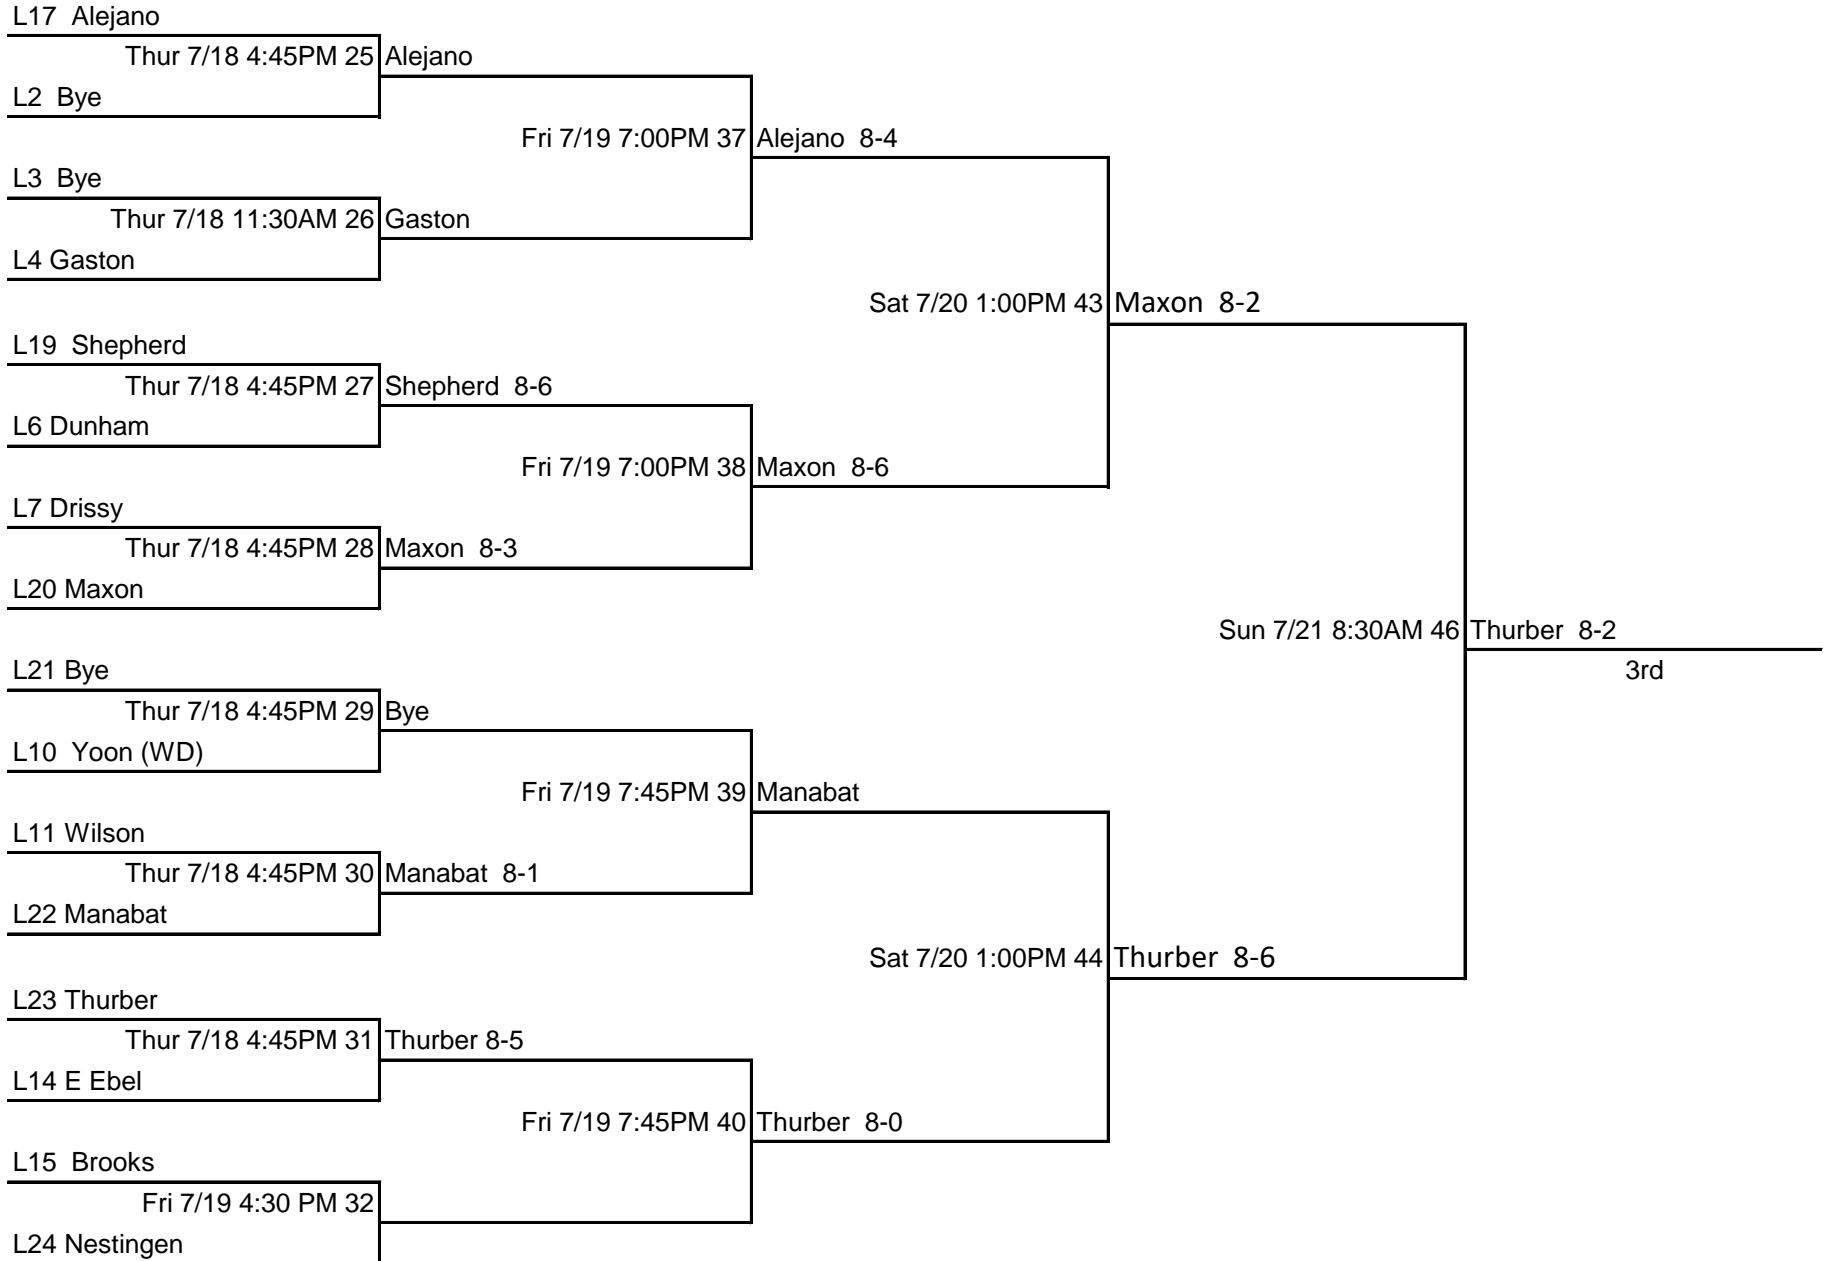 L17  Alejano
Thur 7/18 4:45PM 25 Alejano
L2  Bye
Fri 7/19 7:00PM 37 Alejano  8-4
L3  Bye
Thur 7/18 11:30AM 26 Gaston
L4 Gaston
Sat 7/20 1:00PM 43 Maxon  8-2
L19  Shepherd
Thur 7/18 4:45PM 27 Shepherd  8-6
L6 Dunham
Fri 7/19 7:00PM 38 Maxon  8-6
L7 Drissy
Thur 7/18 4:45PM 28 Maxon  8-3
L20 Maxon
Sun 7/21 8:30AM 46 Thurber  8-2
L21 Bye
3rd
Thur 7/18 4:45PM 29 Bye
L10  Yoon (WD)
Fri 7/19 7:45PM 39 Manabat
L11 Wilson
Thur 7/18 4:45PM 30 Manabat  8-1
L22 Manabat
Sat 7/20 1:00PM 44 Thurber  8-6
L23 Thurber
Thur 7/18 4:45PM 31 Thurber 8-5
L14 E Ebel
Fri 7/19 7:45PM 40 Thurber  8-0
L15  Brooks
Fri 7/19 4:30 PM 32
L24 Nestingen